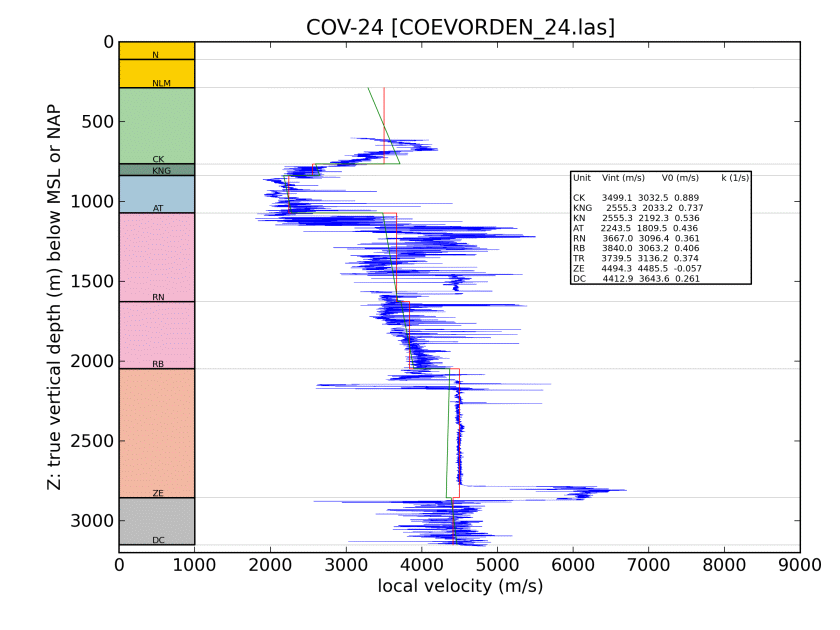 COV-24 [COEVORDEN_24.las]
Z: true vertical depth (m) below MSL or NAP
0
500
1000
1500
2000
2500
3000
N
NLM
CK
KNG
AT
RN
RB
ZE
DC
Unit Vint (m/s) V0 (m/s) k (1/s)
CK 3499.1 3032.5 0.889
KNG 2555.3 2033.2 0.737
KN 2555.3 2192.3 0.536
AT 2243.5 1809.5 0.436
RN 3667.0 3096.4 0.361
RB 3840.0 3063.2 0.406
TR 3739.5 3136.2 0.374
ZE 4494.3 4485.5 -0.057
DC 4412.9 3643.6 0.261
0 1000 2000 3000 4000 5000 6000 7000 8000 9000
local velocity (m/s)